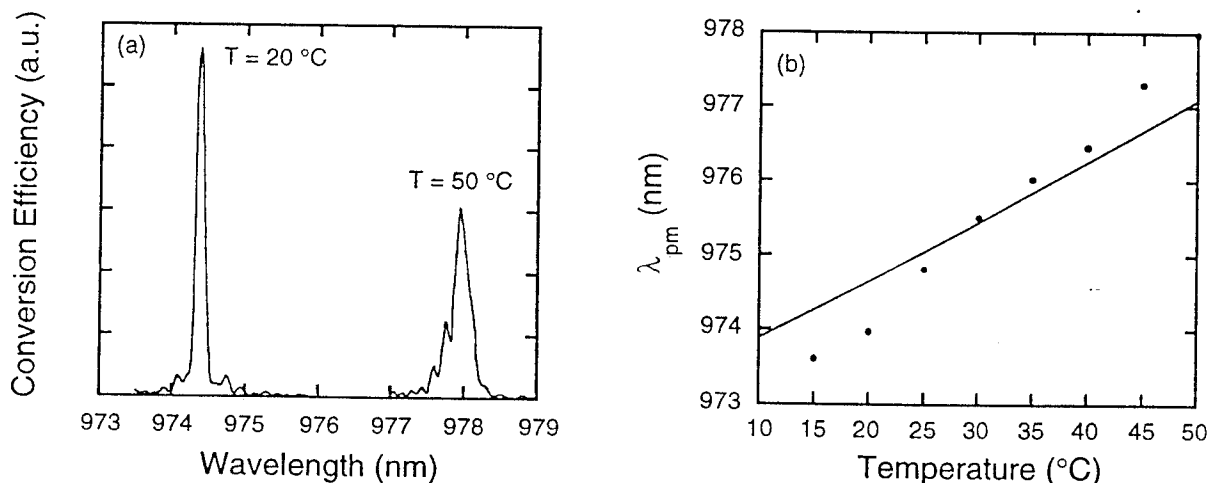 Conversion Efficiency (a.u.)
(a)
T = 20 °C
T = 50 °C
973 974 975 976 977 978 979
Wavelength (nm)
λpm (nm)
978
977
976
975
974
973
(b)
10 15 20 25 30 35 40 45 50
Temperature (°C)